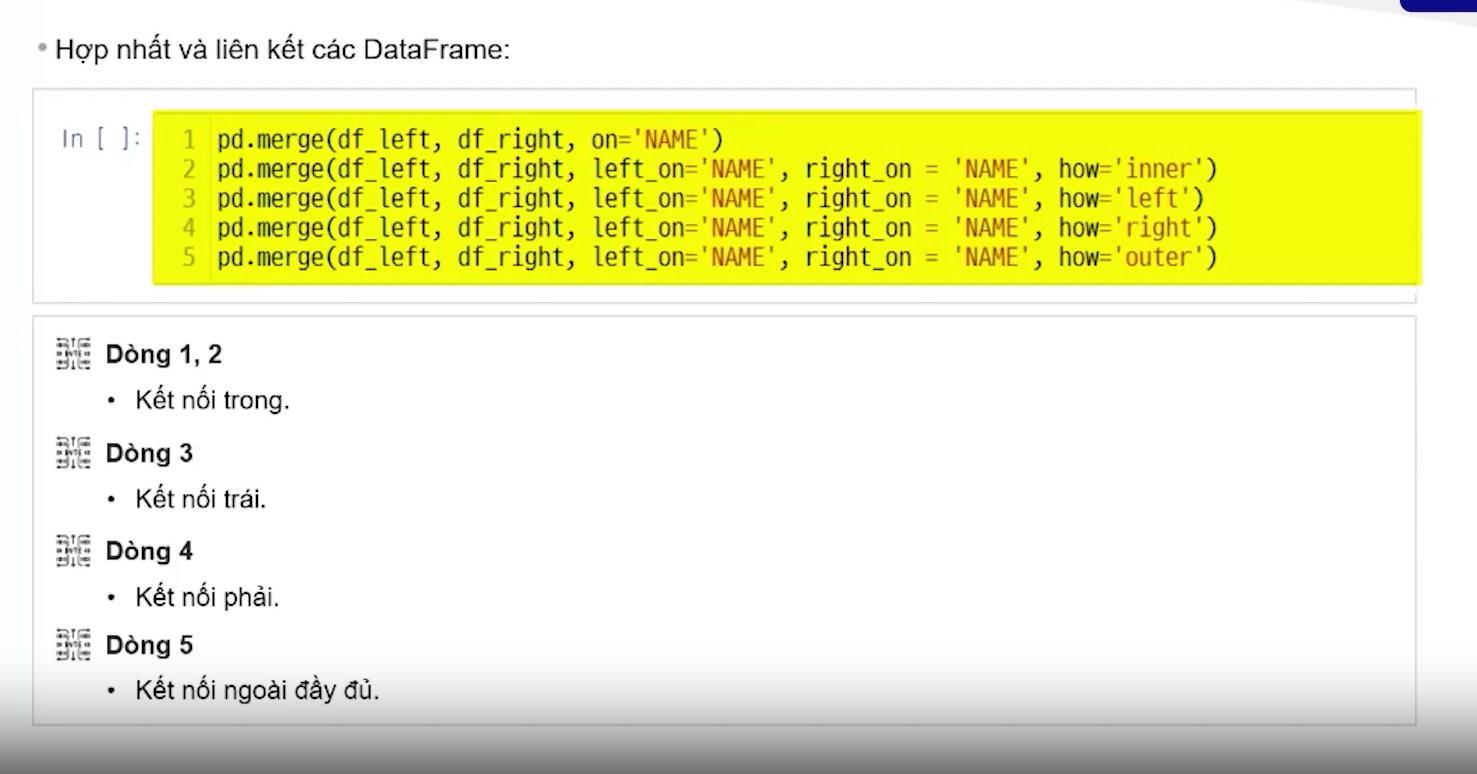 • Hợp nhất và liên kết các DataFrame:
In [ ]:
1 pd.merge(df_left, df_right, on='NAME')
2 pd.merge(df_left, df_right, left_on='NAME', right_on = 'NAME', how='inner')
3 pd.merge(df_left, df_right, left_on='NAME', right_on = 'NAME', how='left')
4 pd.merge(df_left, df_right, left_on='NAME', right_on = 'NAME', how='right')
5 pd.merge(df_left, df_right, left_on='NAME', right_on = 'NAME', how='outer')
Dòng 1, 2
• Kết nối trong.
Dòng 3
• Kết nối trái.
Dòng 4
• Kết nối phải.
Dòng 5
• Kết nối ngoài đầy đủ.